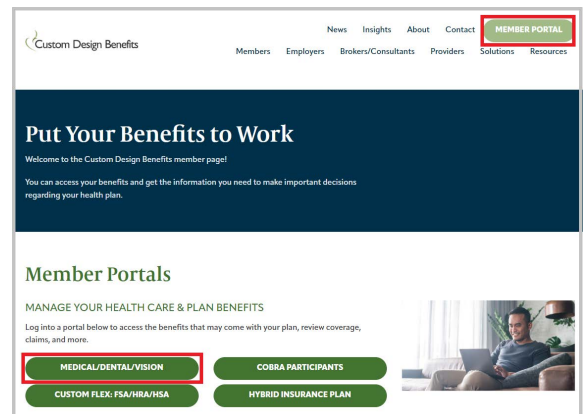 Custom Design Benefits
News Insights About Contact MEMBER PORTAL
Members Employers Brokers/Consultants Providers Solutions Resources
Put Your Benefits to Work
Welcome to the Custom Design Benefits member page!
You can access your benefits and get the information you need to make important decisions
regarding your health plan.
Member Portals
MANAGE YOUR HEALTH CARE & PLAN BENEFITS
Log into a portal below to access the benefits that may come with your plan, review coverage,
claims, and more.
MEDICAL/DENTAL/VISION COBRA PARTICIPANTS
CUSTOM FLEX: FSA/HRA/HSA HYBRID INSURANCE PLAN